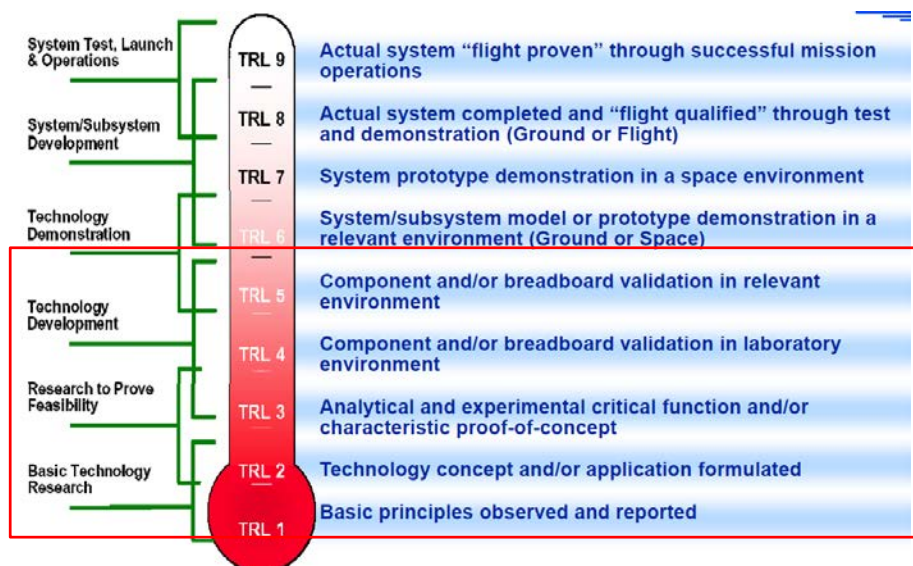 System Test, Launch
& Operations
System/Subsystem
Development
Technology
Demonstration
Technology
Development
Research to Prove
Feasibility
Basic Technology
Research
TRL 9
TRL 8
TRL 7
TRL 6
TRL 5
TRL 4
TRL 3
TRL 2
TRL 1
Actual system “flight proven” through successful mission
operations
Actual system completed and “flight qualified” through test
and demonstration (Ground or Flight)
System prototype demonstration in a space environment
System/subsystem model or prototype demonstration in a
relevant environment (Ground or Space)
Component and/or breadboard validation in relevant
environment
Component and/or breadboard validation in laboratory
environment
Analytical and experimental critical function and/or
characteristic proof-of-concept
Technology concept and/or application formulated
Basic principles observed and reported